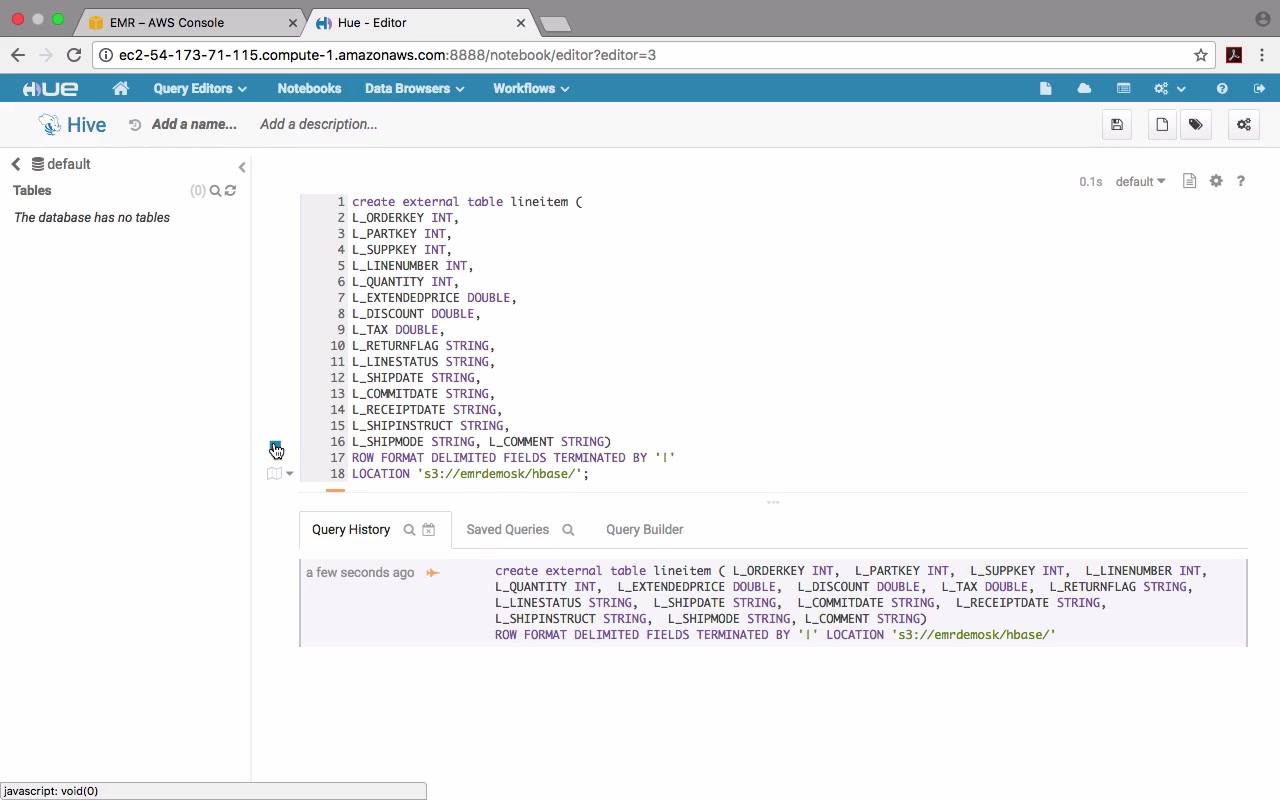 EMR – AWS Console
Hue - Editor
ec2-54-173-71-115.compute-1.amazonaws.com:8888/notebook/editor?editor=3
HUE Query Editors Notebooks Data Browsers Workflows
Hive Add a name... Add a description...
default
Tables (0)
The database has no tables
0.1s default ?
1 create external table lineitem (
2 L_ORDERKEY INT,
3 L_PARTKEY INT,
4 L_SUPPKEY INT,
5 L_LINENUMBER INT,
6 L_QUANTITY INT,
7 L_EXTENDEDPRICE DOUBLE,
8 L_DISCOUNT DOUBLE,
9 L_TAX DOUBLE,
10 L_RETURNFLAG STRING,
11 L_LINESTATUS STRING,
12 L_SHIPDATE STRING,
13 L_COMMITDATE STRING,
14 L_RECEIPTDATE STRING,
15 L_SHIPINSTRUCT STRING,
16 L_SHIPMODE STRING, L_COMMENT STRING)
17 ROW FORMAT DELIMITED FIELDS TERMINATED BY '|'
18 LOCATION 's3://emrdemosk/hbase/';
Query History Saved Queries Query Builder
a few seconds ago
create external table lineitem ( L_ORDERKEY INT, L_PARTKEY INT, L_SUPPKEY INT, L_LINENUMBER INT,
L_QUANTITY INT, L_EXTENDEDPRICE DOUBLE, L_DISCOUNT DOUBLE, L_TAX DOUBLE, L_RETURNFLAG STRING,
L_LINESTATUS STRING, L_SHIPDATE STRING, L_COMMITDATE STRING, L_RECEIPTDATE STRING,
L_SHIPINSTRUCT STRING, L_SHIPMODE STRING, L_COMMENT STRING)
ROW FORMAT DELIMITED FIELDS TERMINATED BY '|' LOCATION 's3://emrdemosk/hbase/'
javascript: void(0)